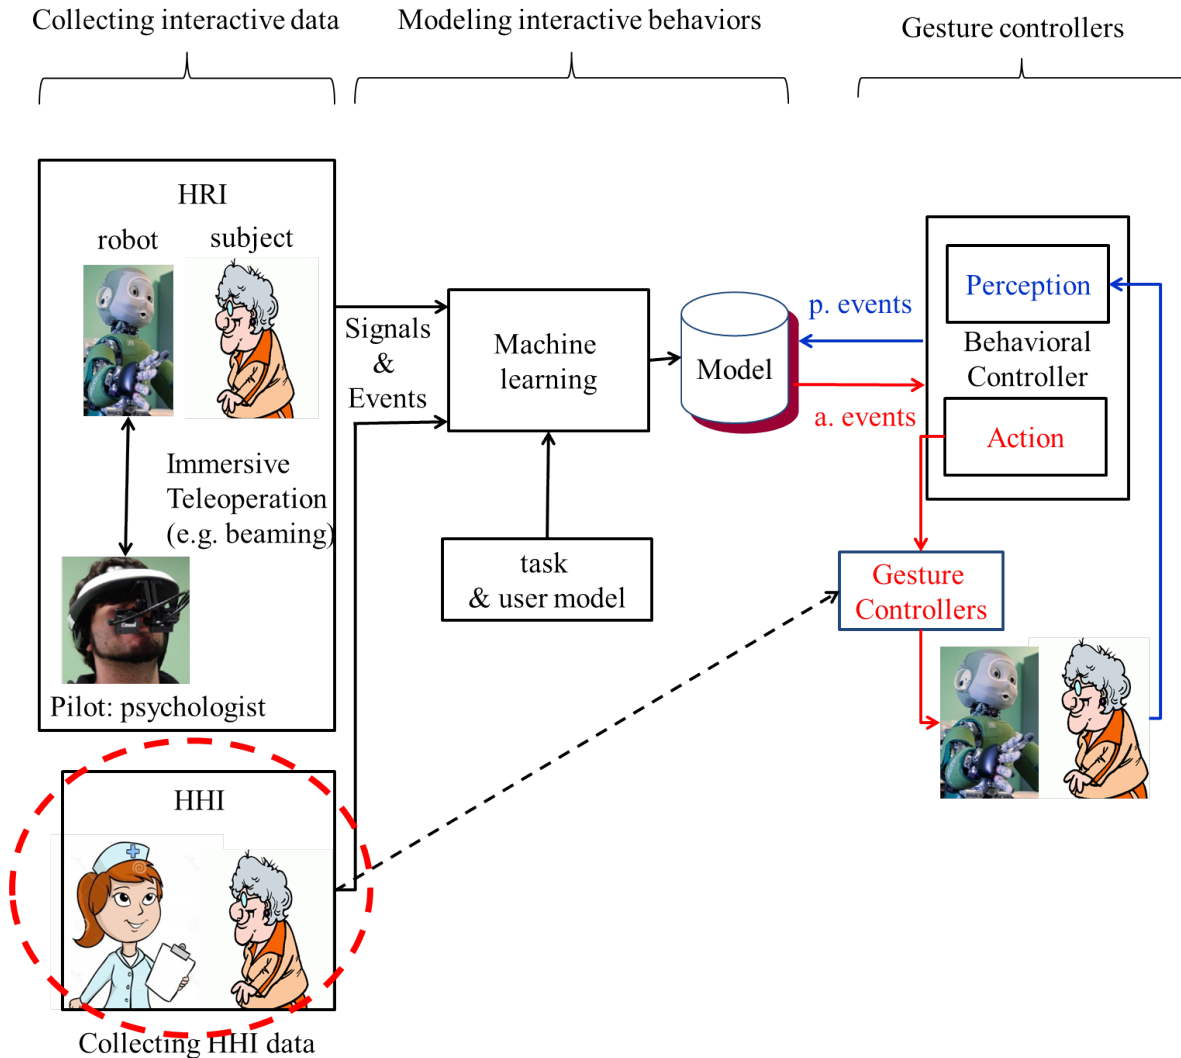 Collecting interactive data
Modeling interactive behaviors
Gesture controllers
HRI
robot
subject
Immersive
Teleoperation
(e.g. beaming)
Pilot: psychologist
HHI
Collecting HHI data
Signals
&
Events
Machine
learning
task
& user model
Model
p. events
a. events
Perception
Behavioral
Controller
Action
Gesture
Controllers